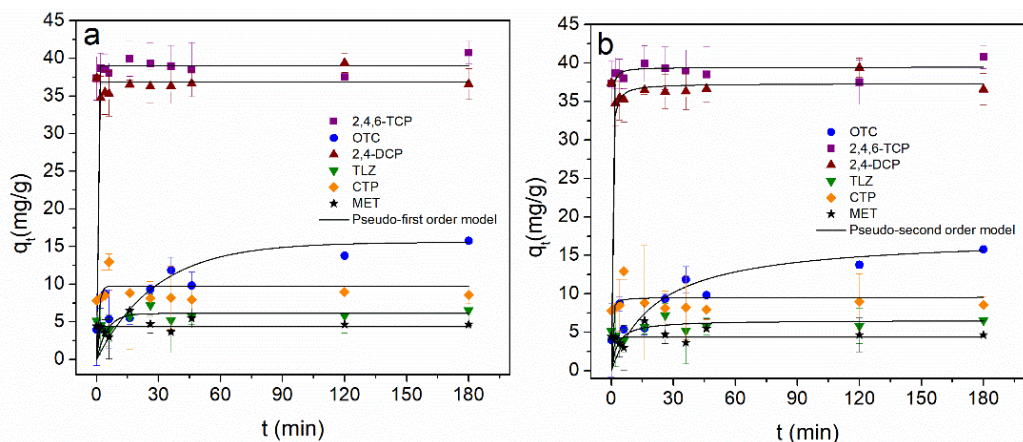 a
45
40
35
30
25
20
15
10
5
0
q_t(mg/g)
2,4,6-TCP
OTC
2,4-DCP
TLZ
CTP
MET
Pseudo-first order model
0 30 60 90 120 150 180
t (min)
b
45
40
35
30
25
20
15
10
5
0
q_t(mg/g)
OTC
2,4,6-TCP
2,4-DCP
TLZ
CTP
MET
Pseudo-second order model
0 30 60 90 120 150 180
t (min)